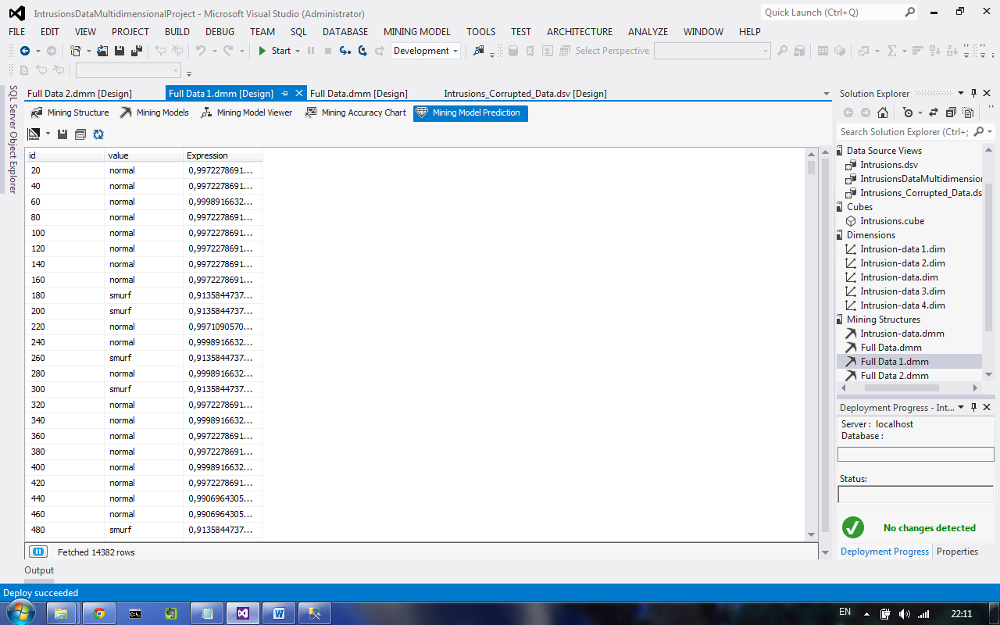 IntrusionsDataMultidimensionalProject - Microsoft Visual Studio (Administrator)
Quick Launch (Ctrl+Q)
FILE EDIT VIEW PROJECT BUILD DEBUG TEAM SQL DATABASE MINING MODEL TOOLS TEST ARCHITECTURE ANALYZE WINDOW HELP
Start Development Select Perspective
SQL Server Object Explorer
Full Data 2.dmm [Design] Full Data 1.dmm [Design] Full Data.dmm [Design] Intrusions_Corrupted_Data.dsv [Design]
Mining Structure Mining Models Mining Model Viewer Mining Accuracy Chart Mining Model Prediction
id value Expression
20 normal 0,9972278691...
40 normal 0,9972278691...
60 normal 0,9998916632...
80 normal 0,9972278691...
100 normal 0,9972278691...
120 normal 0,9972278691...
140 normal 0,9972278691...
160 normal 0,9972278691...
180 smurf 0,9135844737...
200 smurf 0,9135844737...
220 normal 0,9971090570...
240 normal 0,9998916632...
260 smurf 0,9135844737...
280 normal 0,9998916632...
300 smurf 0,9135844737...
320 normal 0,9972278691...
340 normal 0,9998916632...
360 normal 0,9972278691...
380 normal 0,9972278691...
400 normal 0,9998916632...
420 normal 0,9972278691...
440 normal 0,9906964305...
460 normal 0,9906964305...
480 smurf 0,9135844737...
Fetched 14382 rows
Solution Explorer
Search Solution Explorer (Ctrl+;
Data Source Views
Intrusions.dsv
IntrusionsDataMultidimension
Intrusions_Corrupted_Data.ds
Cubes
Intrusions.cube
Dimensions
Intrusion-data 1.dim
Intrusion-data 2.dim
Intrusion-data.dim
Intrusion-data 3.dim
Intrusion-data 4.dim
Mining Structures
Intrusion-data.dmm
Full Data.dmm
Full Data 1.dmm
Full Data 2.dmm
Deployment Progress - Int...
Server : localhost
Database :
Status:
No changes detected
Deployment Progress Properties
Output
Deploy succeeded
EN 22:11